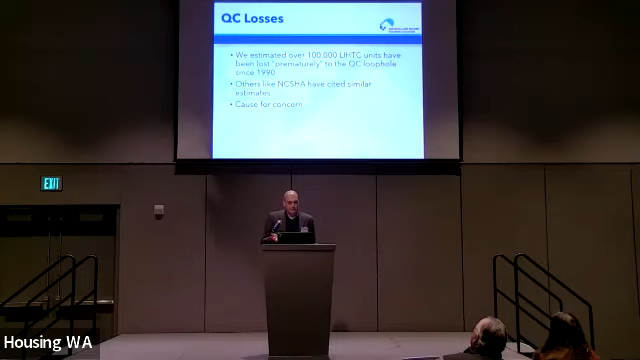 QC Losses
• We estimated over 100,000 LIHTC units have
been lost "prematurely" to the QC loophole
since 1990
• Others like NCSHA have cited similar
estimates
• Cause for concern
EXIT
Housing WA